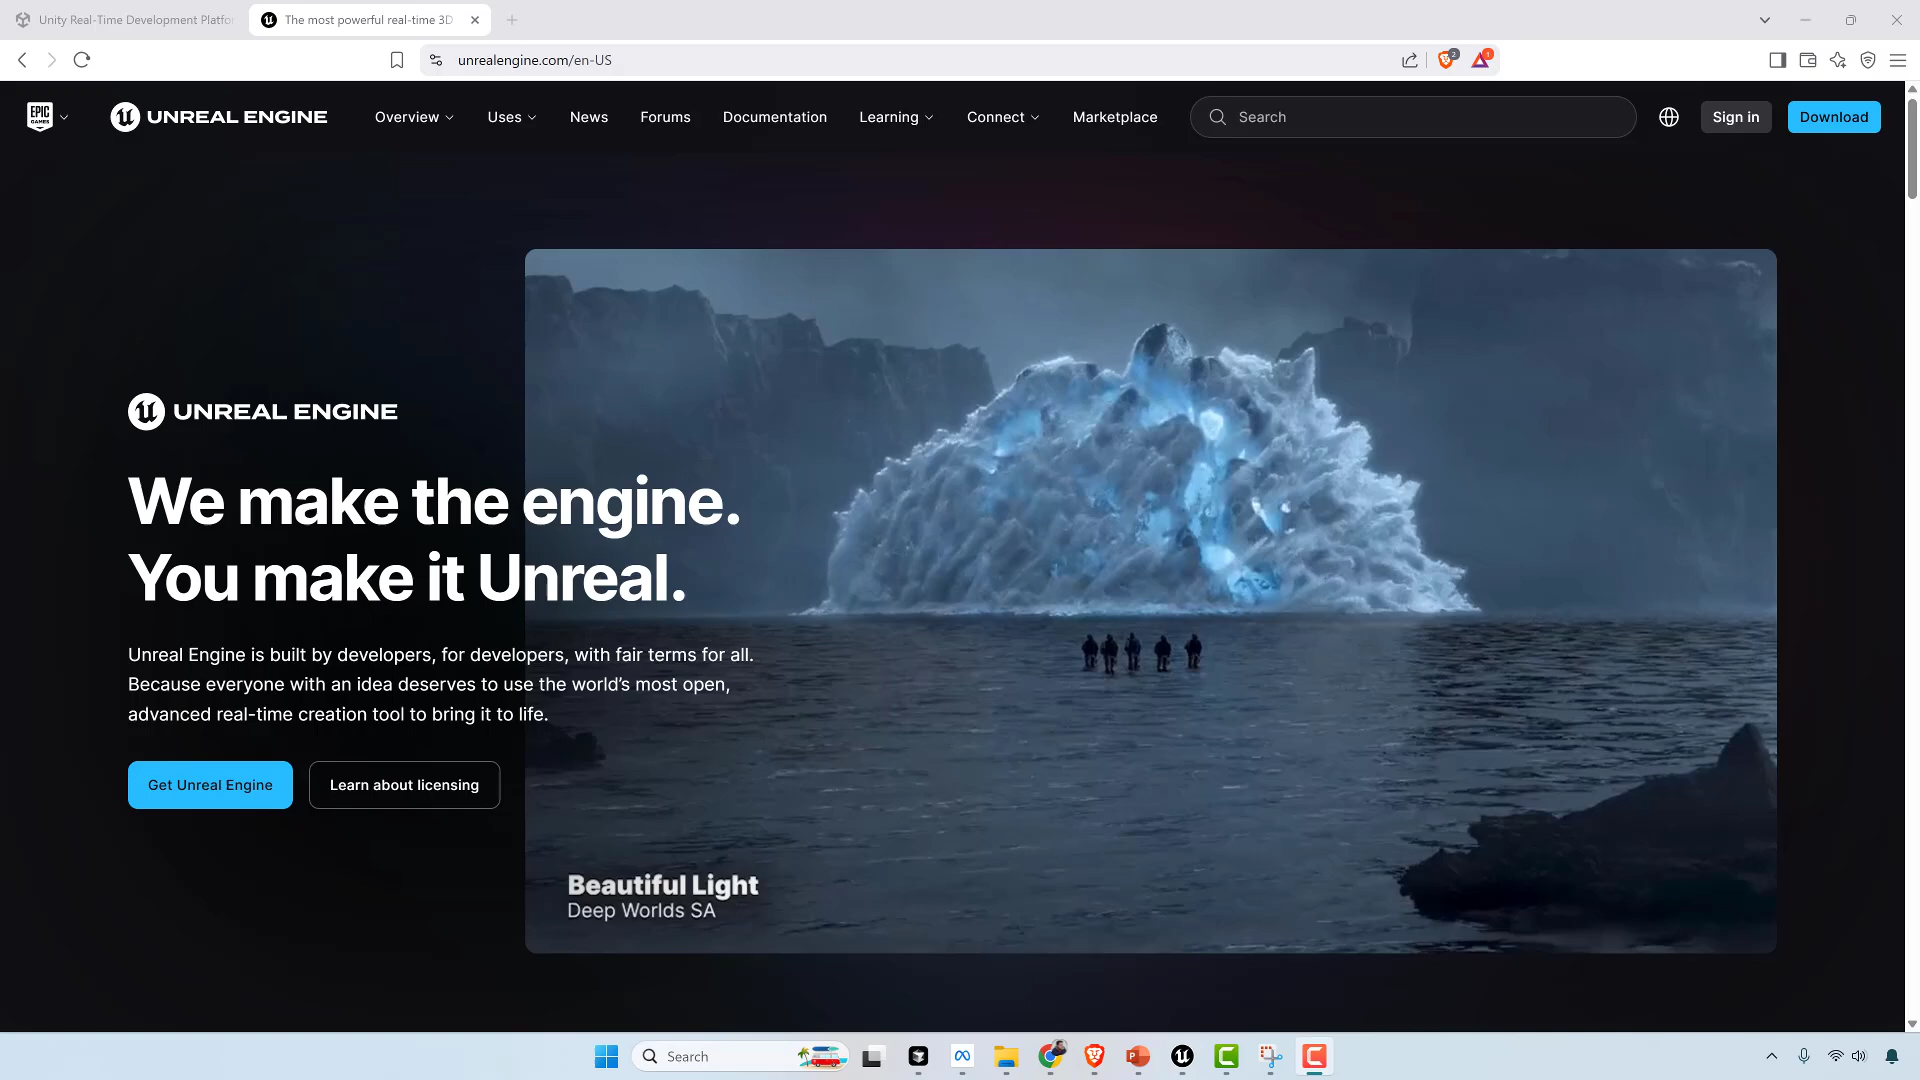 Unity Real-Time Development Platfo
The most powerful real-time 3D
unrealengine.com/en-US
2
1
EPIC
GAMES
UNREAL ENGINE
Overview
Uses
News
Forums
Documentation
Learning
Connect
Marketplace
Search
Sign in
Download
UNREAL ENGINE
We make the engine.
You make it Unreal.
Unreal Engine is built by developers, for developers, with fair terms for all.
Because everyone with an idea deserves to use the world’s most open,
advanced real-time creation tool to bring it to life.
Get Unreal Engine
Learn about licensing
Beautiful Light
Deep Worlds SA
Search